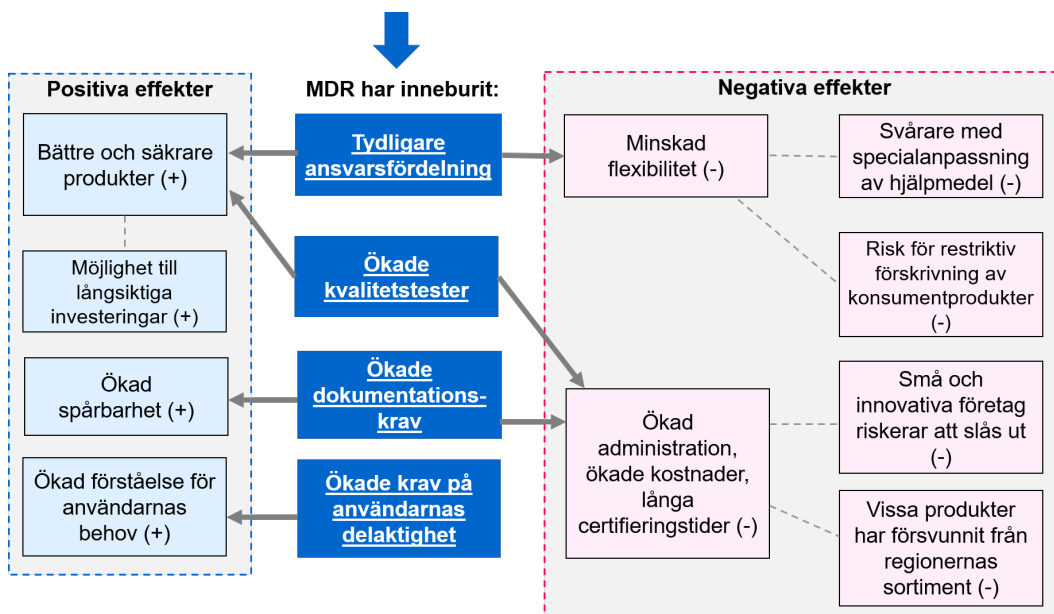 Positiva effekter
Bättre och säkrare
produkter (+)
Möjlighet till
långsiktiga
investeringar (+)
Ökad
spårbarhet (+)
Ökad förståelse för
användarnas
behov (+)
MDR har inneburit:
Tydligare
ansvarsfördelning
Ökade
kvalitetstester
Ökade
dokumentations-
krav
Ökade krav på
användarnas
delaktighet
Negativa effekter
Minskad
flexibilitet (-)
Svårare med
specialanpassning
av hjälpmedel (-)
Risk för restriktiv
förskrivning av
konsumentprodukter
(-)
Ökad
administration,
ökade kostnader,
långa
certifieringstider (-)
Små och
innovativa företag
riskerar att slås ut
(-)
Vissa produkter
har försvunnit från
regionernas
sortiment (-)